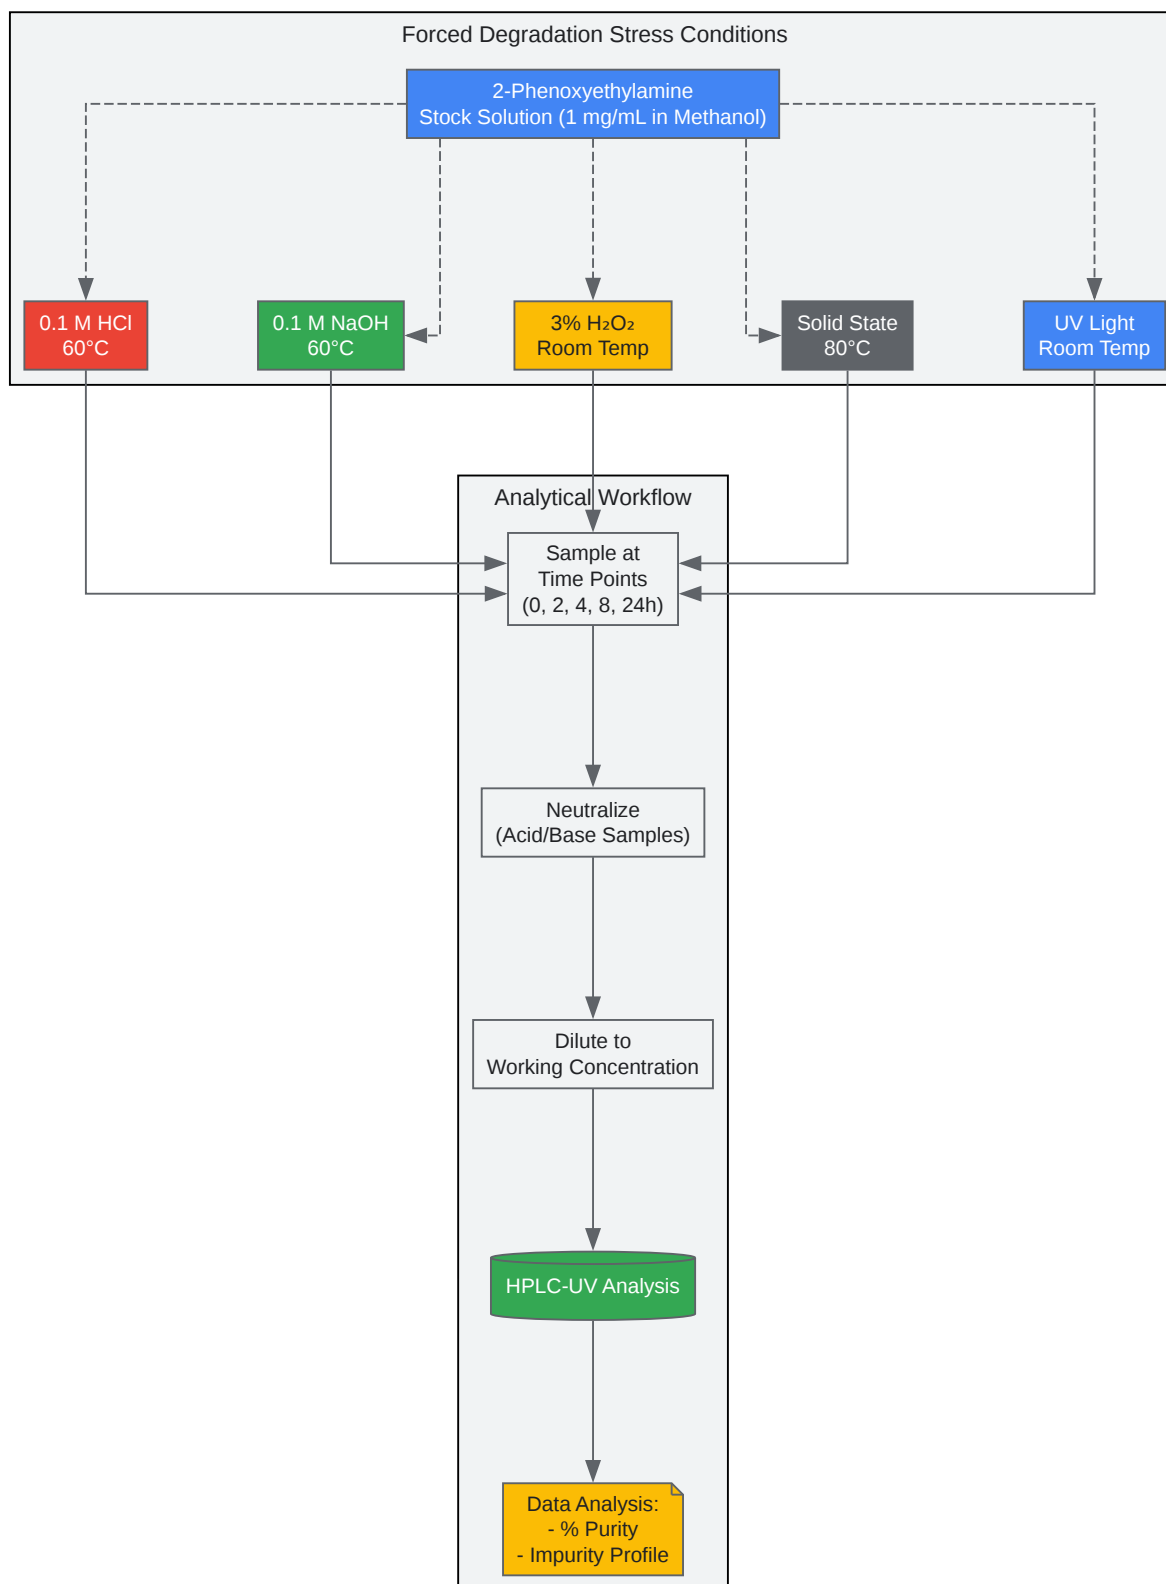 Forced Degradation Stress Conditions
2-Phenoxyethylamine
Stock Solution (1 mg/mL in Methanol)
0.1 M HCl
60°C
0.1 M NaOH
60°C
3% H₂O₂
Room Temp
Solid State
80°C
UV Light
Room Temp
Analytical Workflow
Sample at
Time Points
(0, 2, 4, 8, 24h)
Neutralize
(Acid/Base Samples)
Dilute to
Working Concentration
HPLC-UV Analysis
Data Analysis:
- % Purity
- Impurity Profile